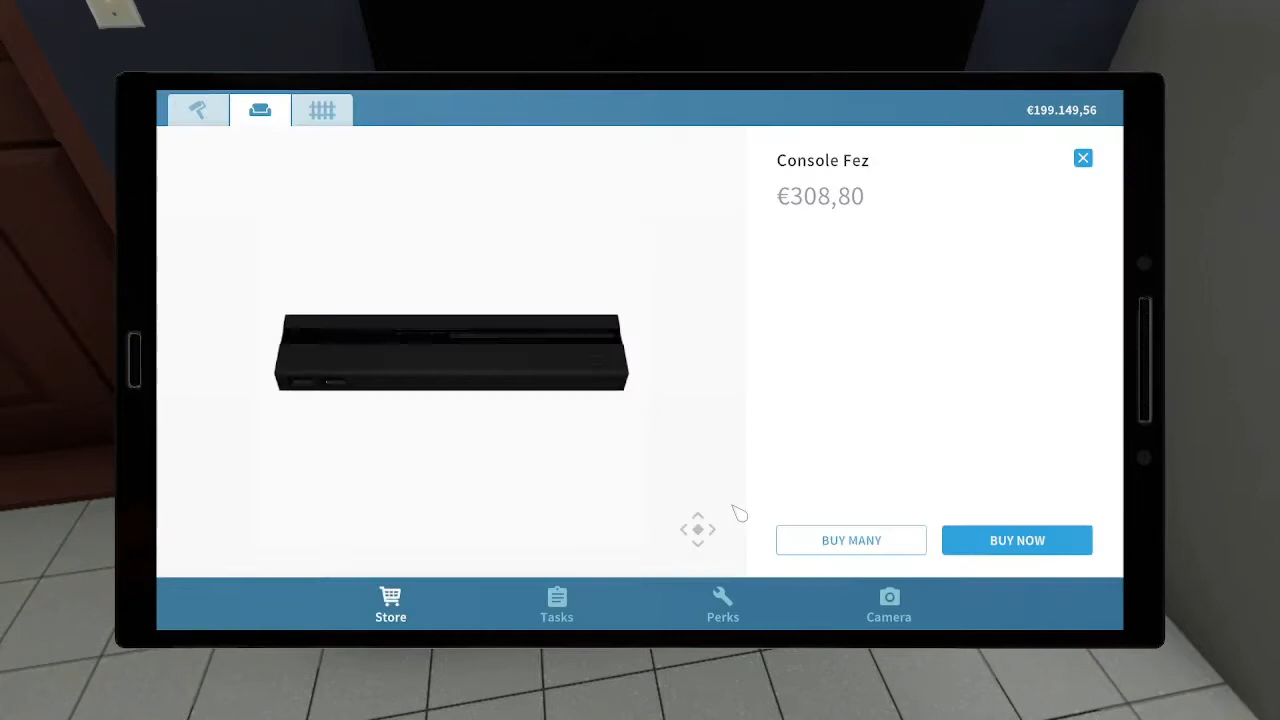 €199.149,56
Console Fez
€308,80
BUY MANY
BUY NOW
Store
Tasks
Perks
Camera